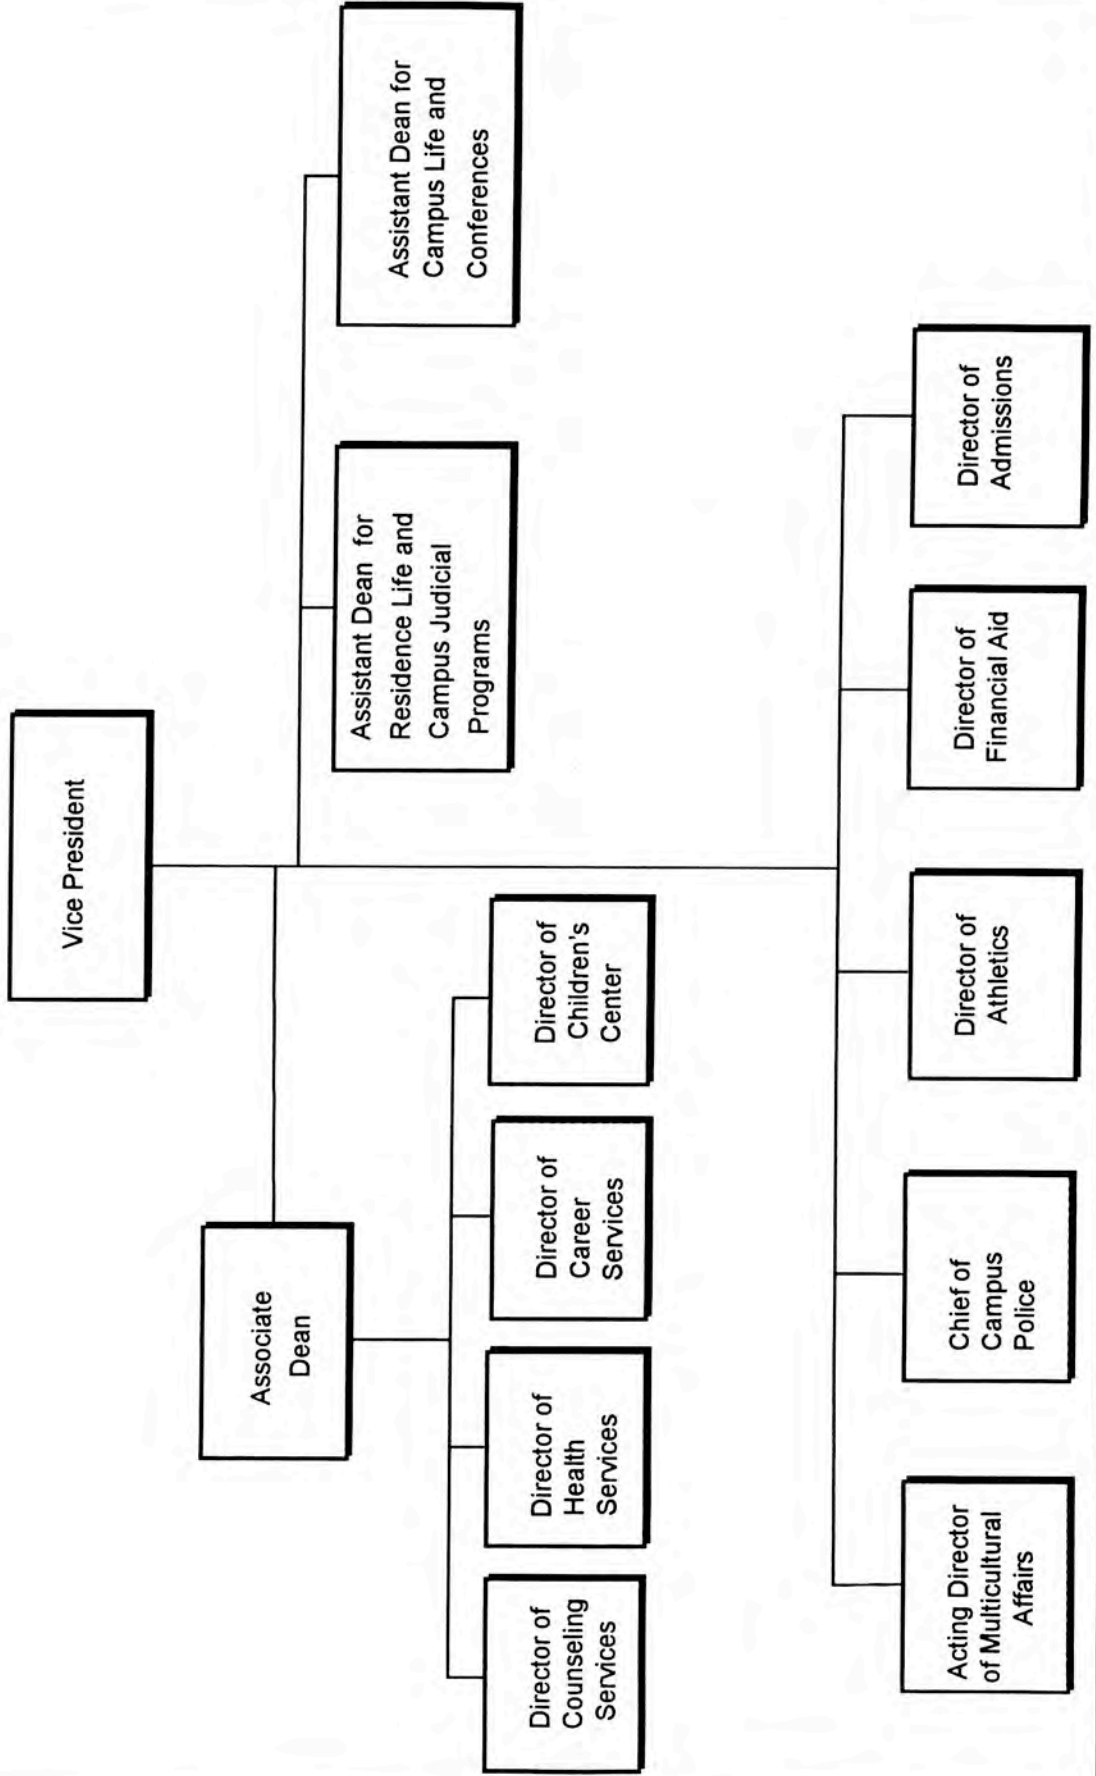 Vice President
Associate
Dean
Assistant Dean for
Residence Life and
Campus Judicial
Programs
Assistant Dean for
Campus Life and
Conferences
Director of
Counseling
Services
Director of
Health
Services
Director of
Career
Services
Director of
Children's
Center
Acting Director
of Multicultural
Affairs
Chief of
Campus
Police
Director of
Athletics
Director of
Financial Aid
Director of
Admissions